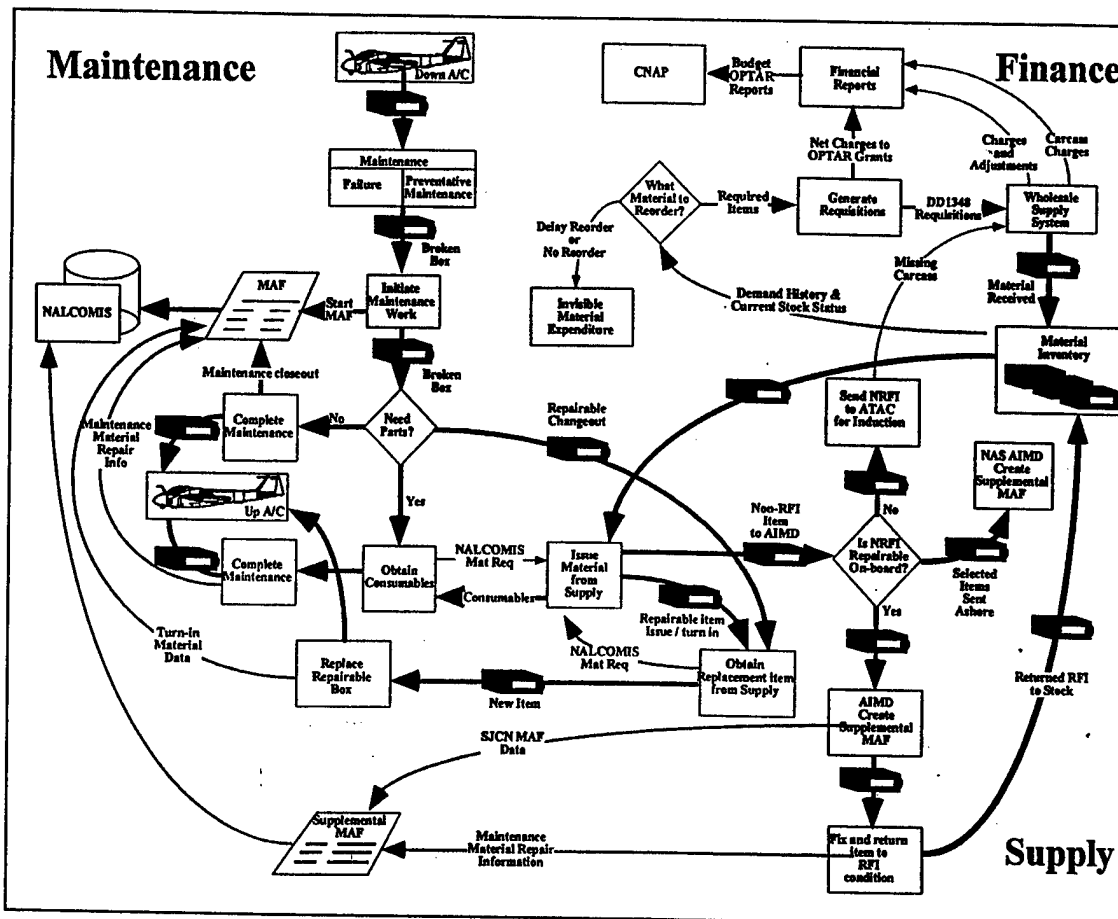 Maintenance
Down A/C
CNAP
Budget
OPTAR
Reports
Financial
Reports
Finance
Charges
and
Adjustments
Carcass
Charges
Net Charges to
OPTAR Grants
Maintenance
Failure
Preventative
Maintenance
What
Material to
Reorder?
Required
Items
Generate
Requisitions
DD1348
Requisitions
Wholesale
Supply
System
Delay Reorder
or
No Reorder
Broken
Box
Missing
Carcass
Material
Received
NALCOMIS
MAF
Start
MAF
Initiate
Maintenance
Work
Invisible
Material
Expenditure
Demand History &
Current Stock Status
Material
Inventory
Broken
Box
Maintenance closeout
Send NRFI
to ATAC
for Induction
Maintenance
Material
Repair
Info
Complete
Maintenance
No
Need
Parts?
Repairable
Changeout
NAS AIMD
Create
Supplemental
MAF
Up A/C
Yes
Non-RFI
Item
to AIMD
No
Is NRFI
Repairable
On-board?
Complete
Maintenance
Obtain
Consumables
NALCOMIS
Mat Req
Consumables
Issue
Material
from
Supply
Selected
Items
Sent
Ashore
Yes
Repairable item
Issue / turn in
Turn-in
Material
Data
Replace
Repairable
Box
NALCOMIS
Mat Req
Obtain
Replacement Item
from Supply
New Item
Returned RFI
to Stock
AIMD
Create
Supplemental
MAF
SJCN MAF
Data
Supplemental
MAF
Maintenance
Material Repair
Information
Fix and return
item to
RFI
condition
Supply